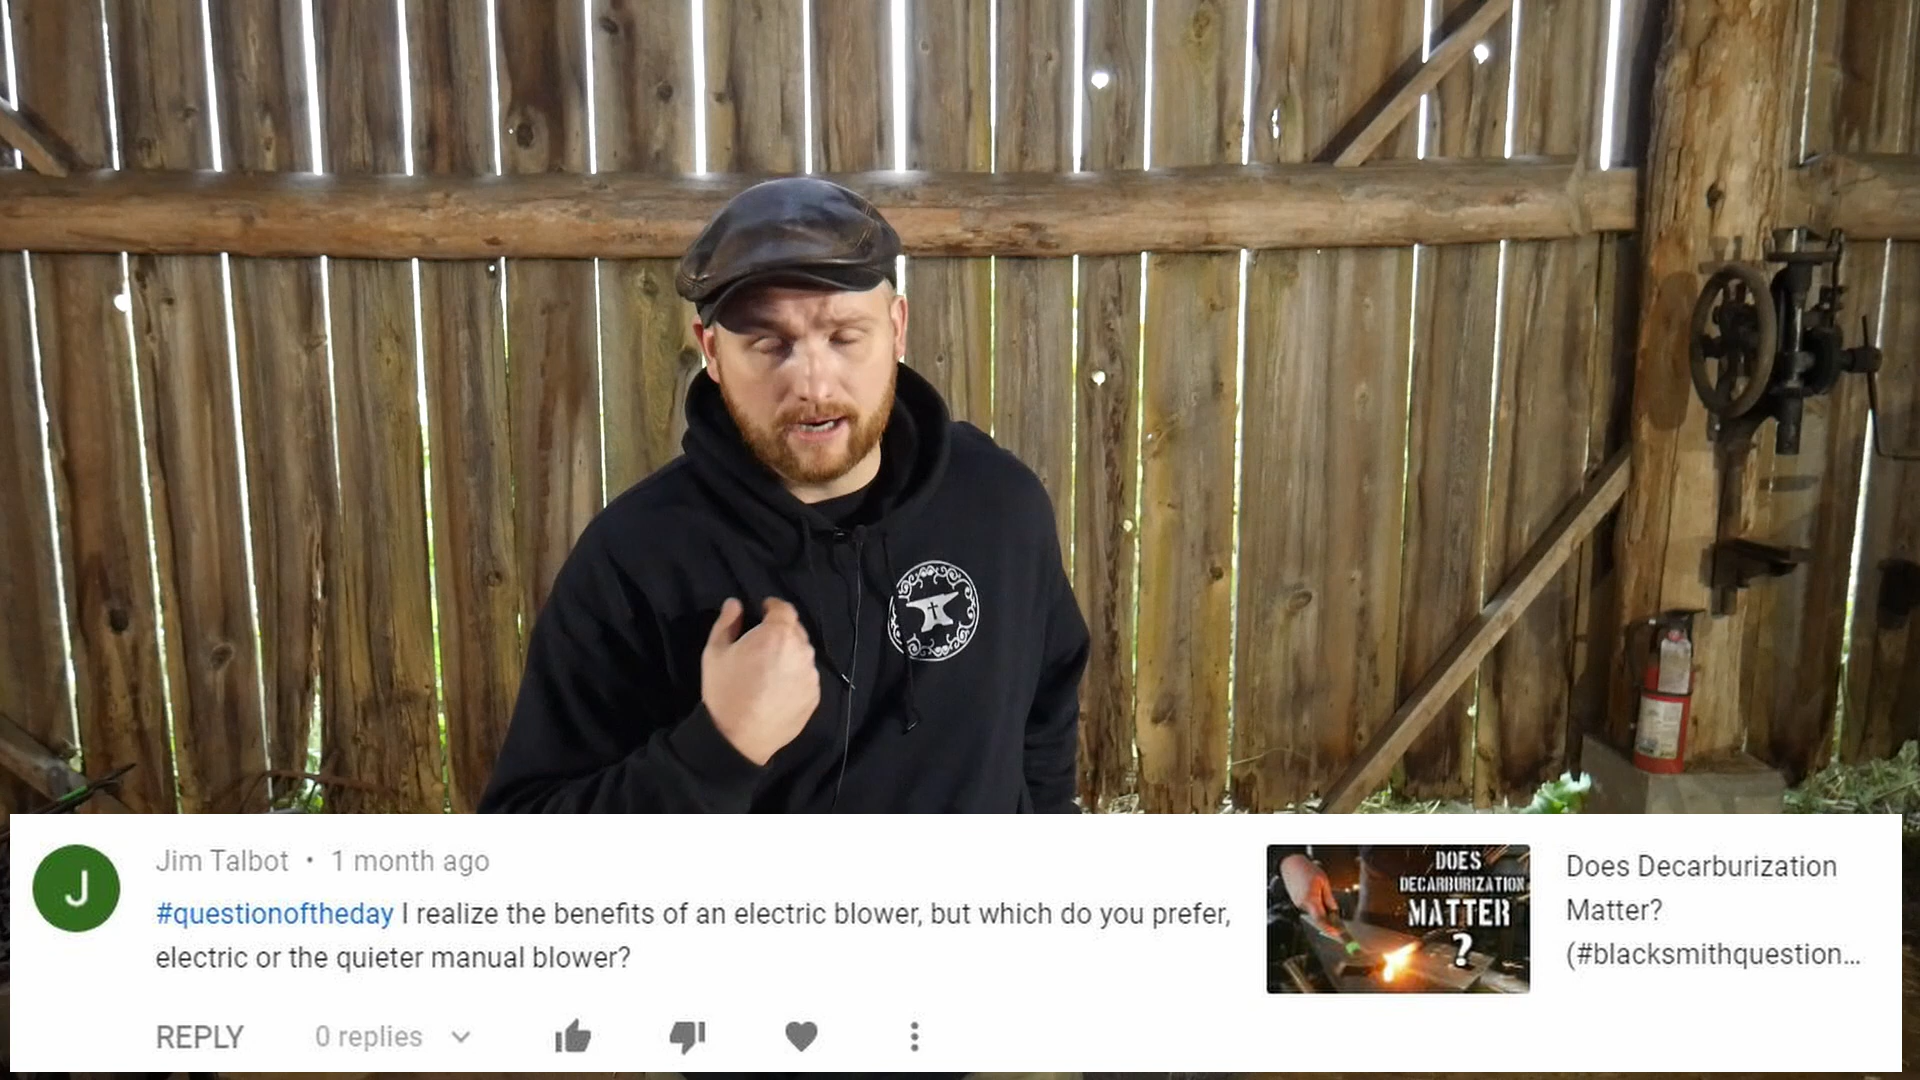 J
Jim Talbot • 1 month ago
#questionoftheday I realize the benefits of an electric blower, but which do you prefer,
electric or the quieter manual blower?
REPLY 0 replies
DOES
DECARBURIZATION
MATTER
?
Does Decarburization
Matter?
(#blacksmithquestion...